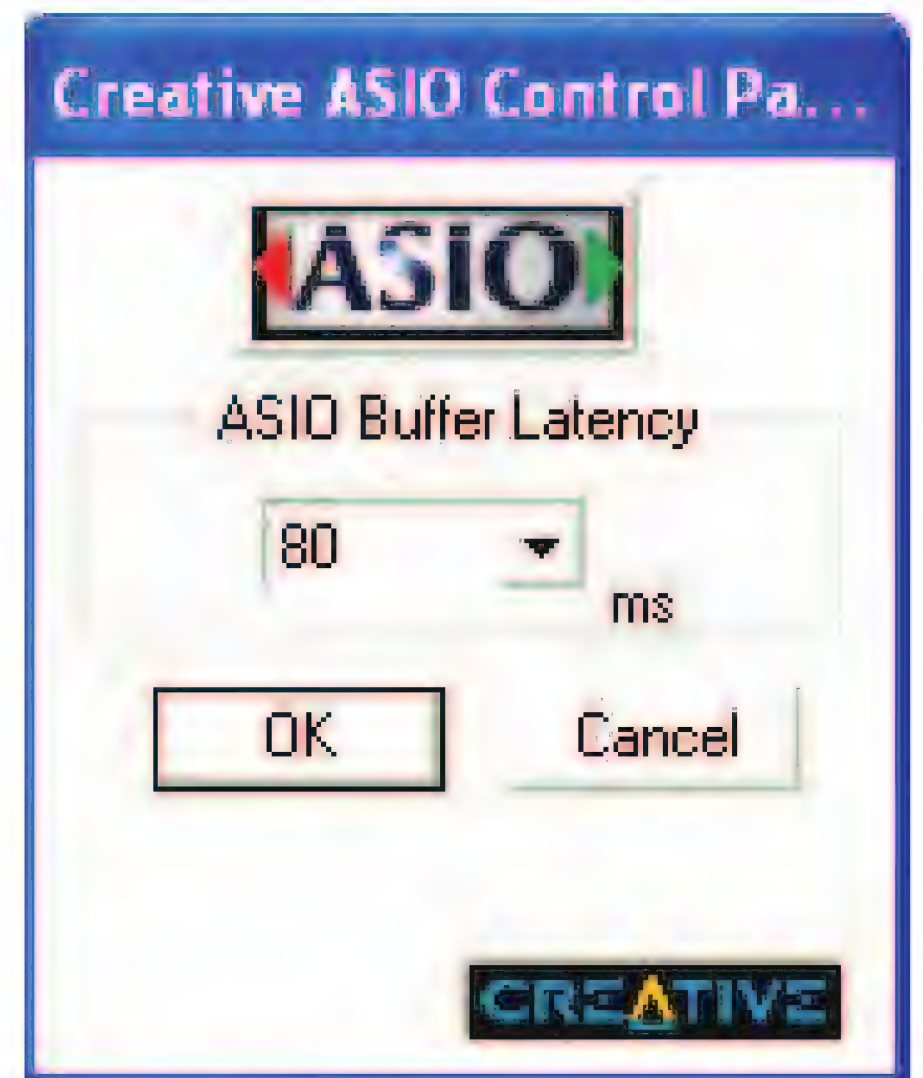 Creative ASIO Control Pa...
ASIO
ASIO Buffer Latency
80
ms
OK
Cancel
CREATIVE